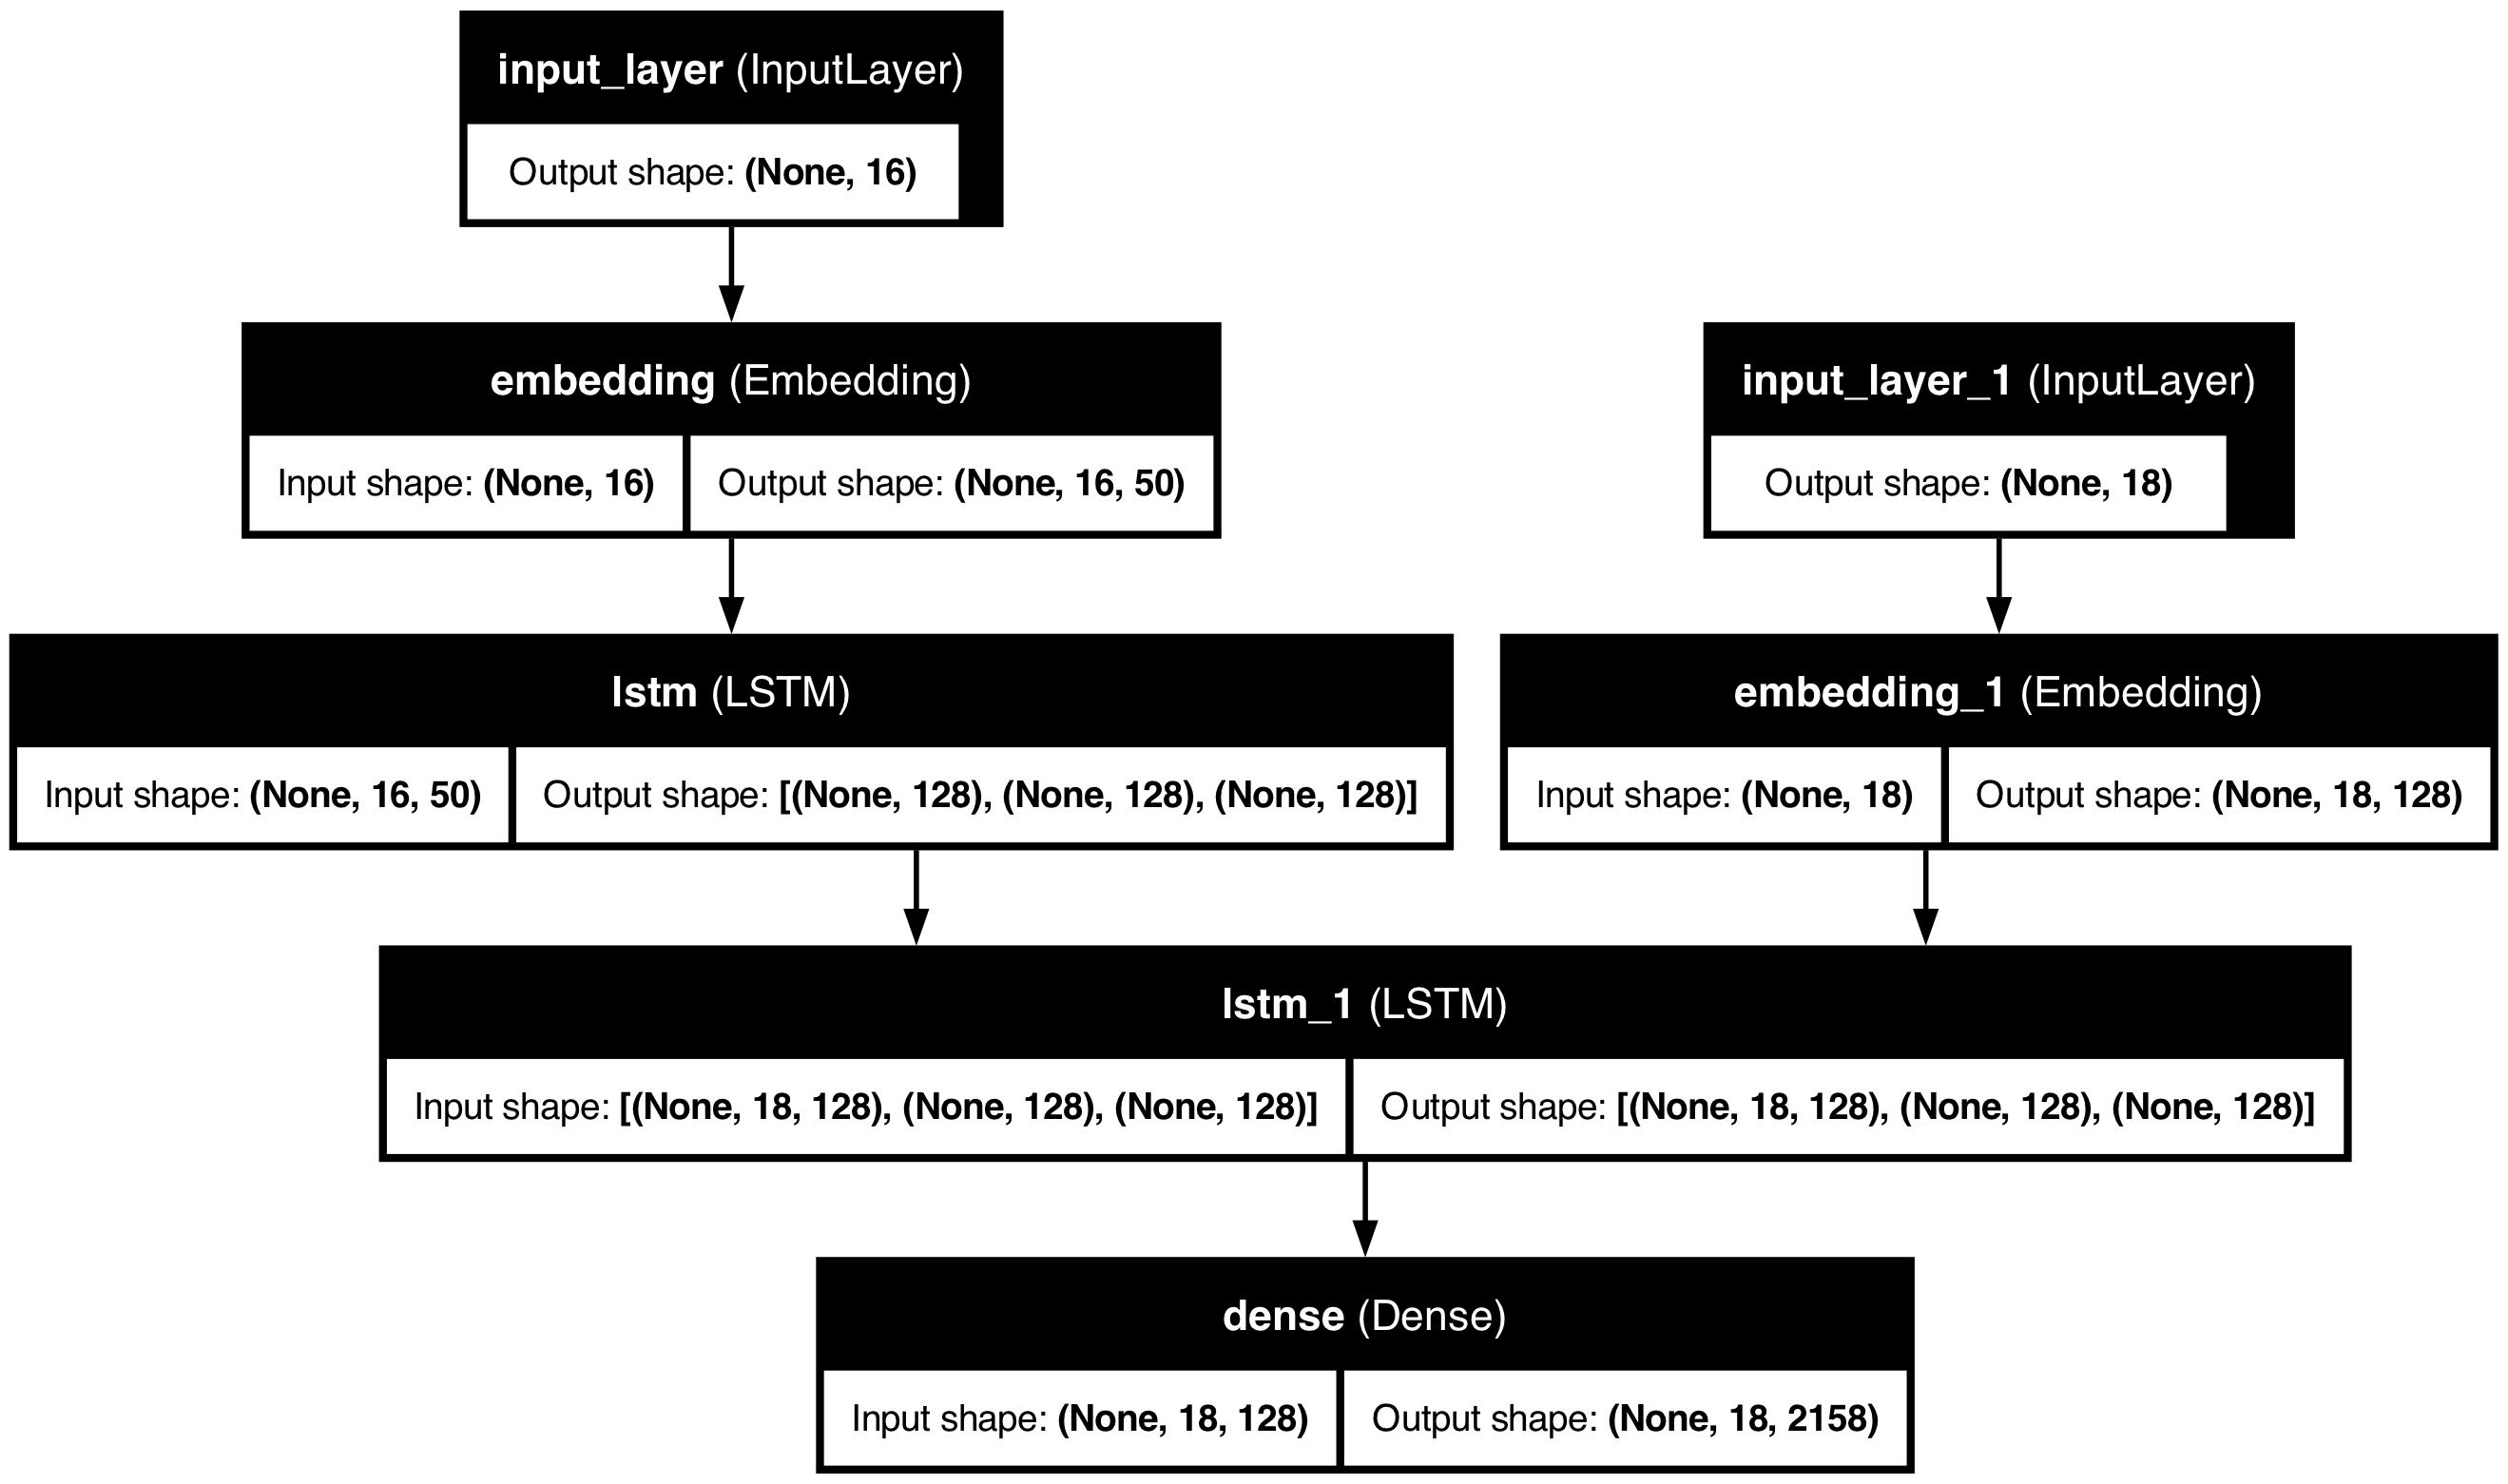 input_layer (InputLayer)
Output shape: (None, 16)
embedding (Embedding)
Input shape: (None, 16) Output shape: (None, 16, 50)
input_layer_1 (InputLayer)
Output shape: (None, 18)
lstm (LSTM)
Input shape: (None, 16, 50) Output shape: [(None, 128), (None, 128), (None, 128)]
embedding_1 (Embedding)
Input shape: (None, 18) Output shape: (None, 18, 128)
lstm_1 (LSTM)
Input shape: [(None, 18, 128), (None, 128), (None, 128)] Output shape: [(None, 18, 128), (None, 128), (None, 128)]
dense (Dense)
Input shape: (None, 18, 128) Output shape: (None, 18, 2158)